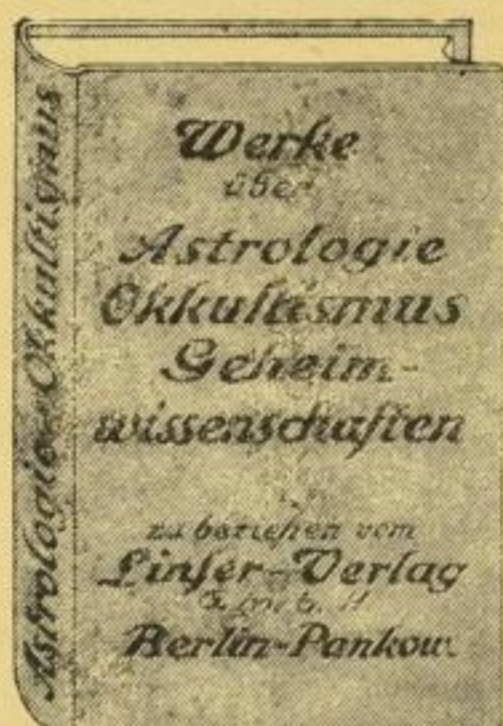 Astrologie-Okkultismus
Werke
über
Astrologie
Okkultismus
Geheim-
wissenschaften
zu beziehen vom
Linser-Verlag
G.m.b.H
Berlin-Pankow.